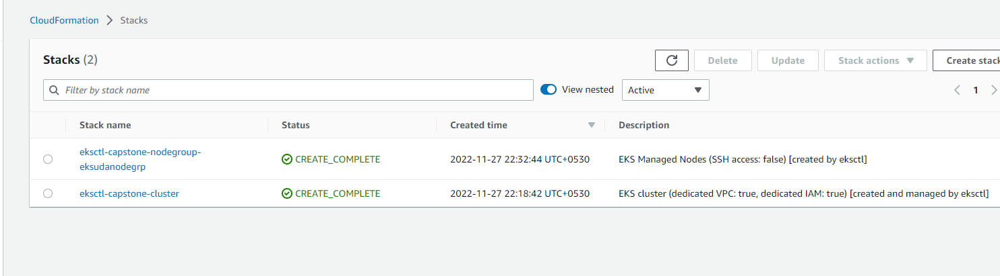 CloudFormation > Stacks
Stacks (2)
Delete
Update
Stack actions
Create stack
Filter by stack name
View nested
Active
1
Stack name
Status
Created time
Description
eksctl-capstone-nodegroup-
eksudanodegrp
CREATE_COMPLETE
2022-11-27 22:32:44 UTC+0530
EKS Managed Nodes (SSH access: false) [created by eksctl]
eksctl-capstone-cluster
CREATE_COMPLETE
2022-11-27 22:18:42 UTC+0530
EKS cluster (dedicated VPC: true, dedicated IAM: true) [created and managed by eksctl]